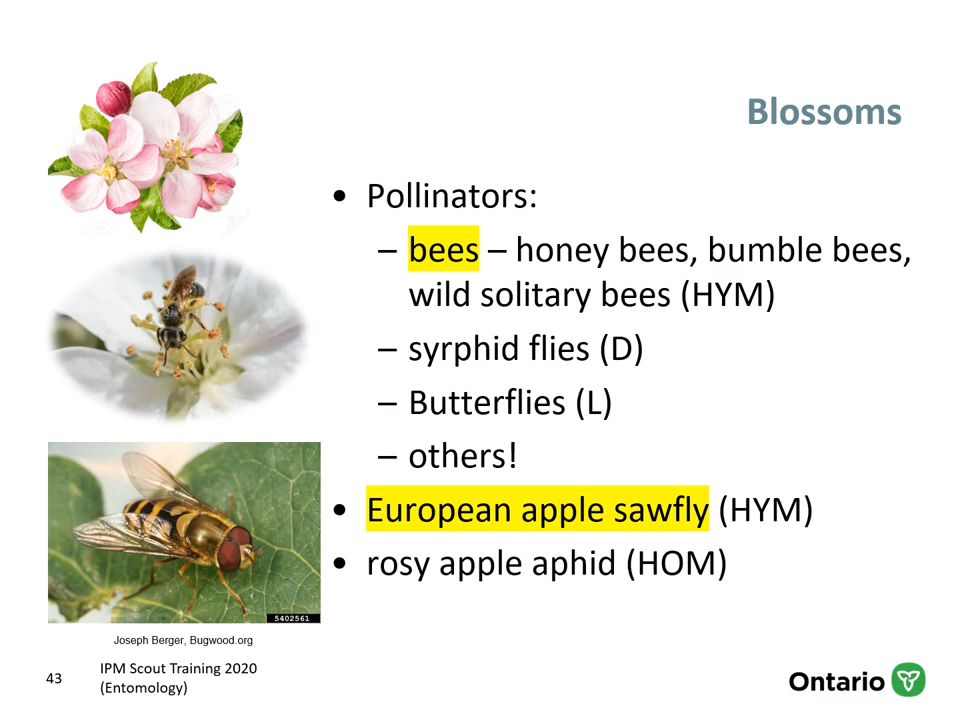 Blossoms
• Pollinators:
– bees – honey bees, bumble bees,
wild solitary bees (HYM)
– syrphid flies (D)
– Butterflies (L)
– others!
• European apple sawfly (HYM)
• rosy apple aphid (HOM)
5402561
Joseph Berger, Bugwood.org
43
IPM Scout Training 2020
(Entomology)
Ontario